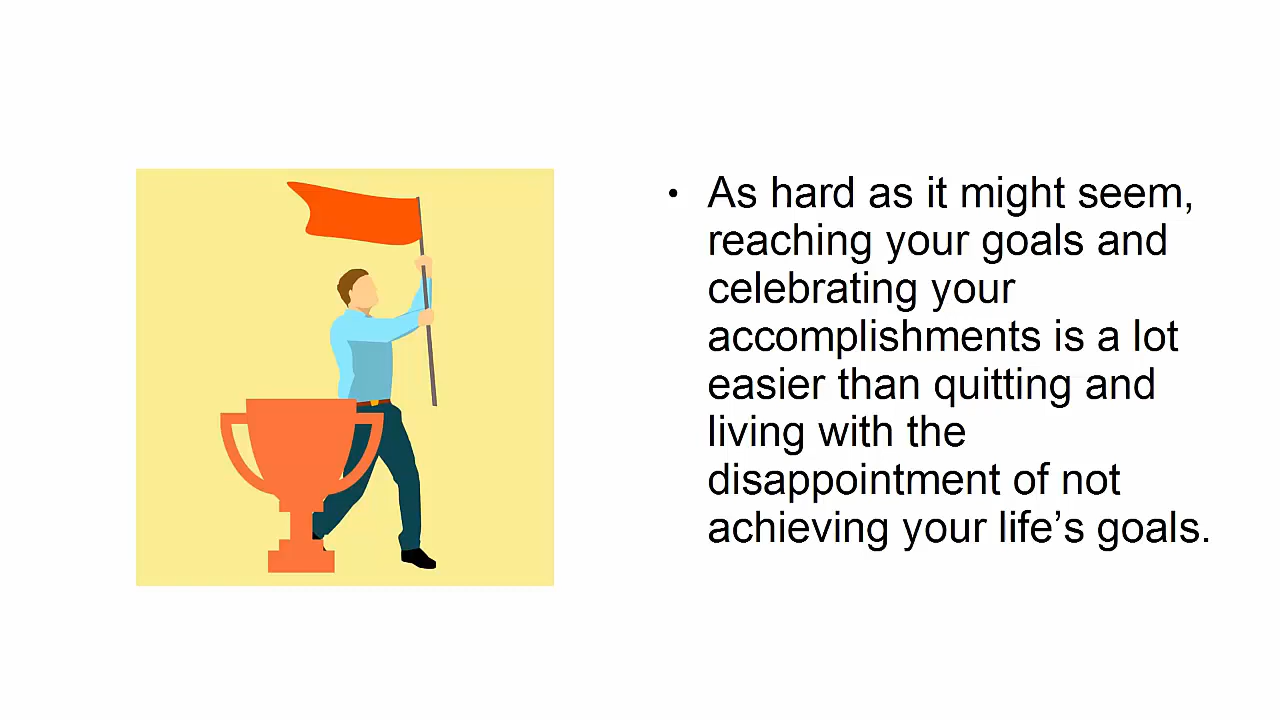 • As hard as it might seem,
reaching your goals and
celebrating your
accomplishments is a lot
easier than quitting and
living with the
disappointment of not
achieving your life’s goals.